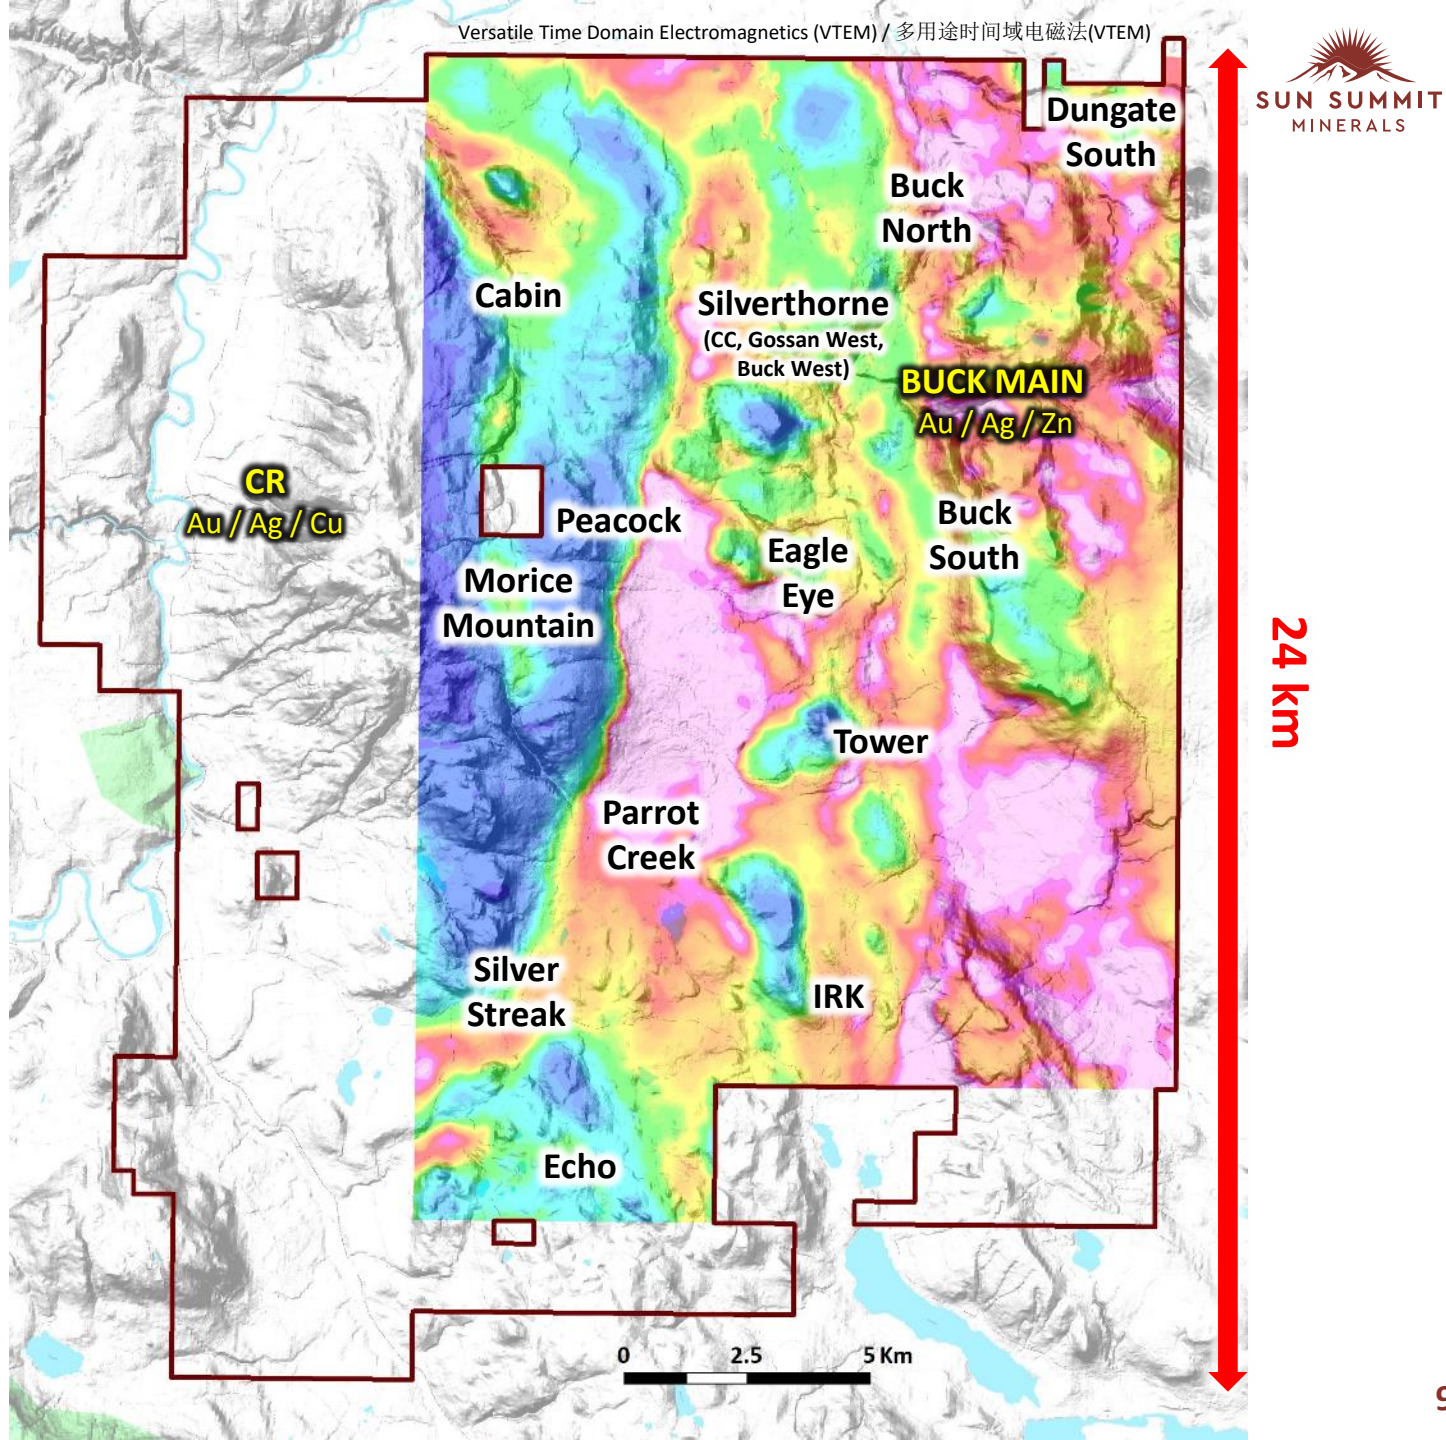 Versatile Time Domain Electromagnetics (VTEM) / 多用途时间域电磁法(VTEM)
SUN SUMMIT
MINERALS
Dungate
South
Buck
North
Cabin
Silverthorne
(CC, Gossan West,
Buck West)
BUCK MAIN
Au / Ag / Zn
CR
Au / Ag / Cu
Peacock
Buck
South
Eagle
Eye
Morice
Mountain
24 km
Tower
Parrot
Creek
Silver
Streak
IRK
Echo
0 2.5 5 Km
9